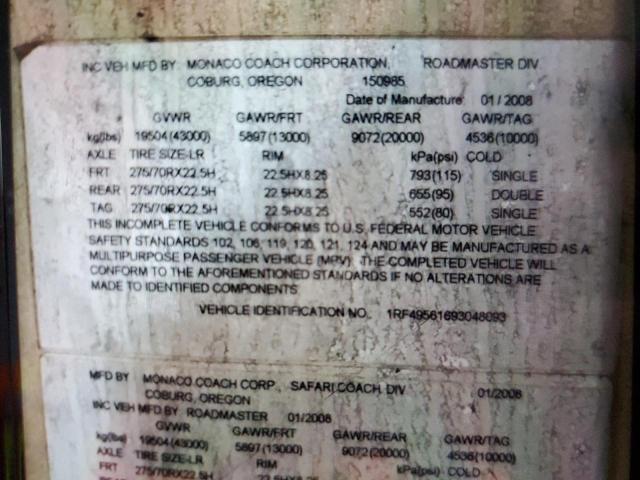 INC VEH MFD BY MONACO COACH CORPORATION, ROADMASTER DIV
COBURG, OREGON 150985
Date of Manufacture: 01/2008
GVWR GAWR/FRT GAWR/REAR GAWR/TAG
kg(lbs) 19504(43000) 5897(13000) 9072(20000) 4536(10000)
AXLE TIRE SIZE-LR RIM kPa(psi) COLD
FRT 275/70RX22.5H 22.5HX8.25 793(115) SINGLE
REAR 275/70RX22.5H 22.5HX8.25 655(95) DOUBLE
TAG 275/70RX22.5H 22.5HX8.25 552(80) SINGLE
THIS INCOMPLETE VEHICLE CONFORMS TO U.S. FEDERAL MOTOR VEHICLE
SAFETY STANDARDS 102, 106, 119, 120, 121, 124 AND MAY BE MANUFACTURED AS A
MULTIPURPOSE PASSENGER VEHICLE (MPV). THE COMPLETED VEHICLE WILL
CONFORM TO THE AFOREMENTIONED STANDARDS IF NO ALTERATIONS ARE
MADE TO IDENTIFIED COMPONENTS
VEHICLE IDENTIFICATION NO. 1RF49561693048093
MFD BY MONACO COACH CORP., SAFARI COACH DIV 01/2008
COBURG, OREGON
INC VEH MFD BY ROADMASTER 01/2008
GVWR GAWR/FRT GAWR/REAR GAWR/TAG
kg(lbs) 19504(43000) 5897(13000) 9072(20000) 4536(10000)
AXLE TIRE SIZE-LR RIM kPa(psi) COLD
FRT 275/70RX22.5H 22.5HX8.25